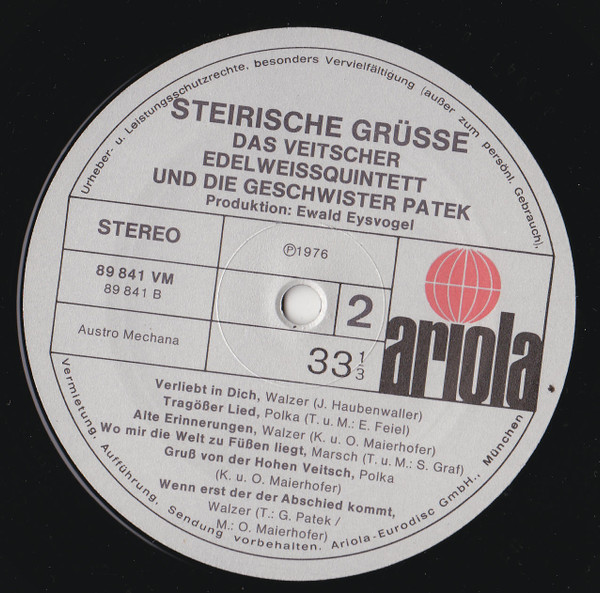 Urheber- u. Leistungsschutzrechte, besonders Vervielfältigung (außer zum persönl. Gebrauch),
STEIRISCHE GRÜSSE
DAS VEITSCHER
EDELWEISSQUINTETT
UND DIE GESCHWISTER PATEK
Produktion: Ewald Eysvogel
STEREO
℗1976
89 841 VM
89 841 B
2
Austro Mechana
33 1/3
ariola
Verliebt in Dich, Walzer (J. Haubenwaller)
Tragößer Lied, Polka (T. u. M.: E. Feiel)
Alte Erinnerungen, Walzer (K. u. O. Maierhofer)
Wo mir die Welt zu Füßen liegt, Marsch (T. u. M.: S. Graf)
Gruß von der Hohen Veitsch, Polka
(K. u. O. Maierhofer)
Wenn erst der der Abschied kommt,
Walzer (T.: G. Patek /
M.: O. Maierhofer)
Vermietung, Aufführung, Sendung vorbehalten. Ariola-Eurodisc GmbH., München